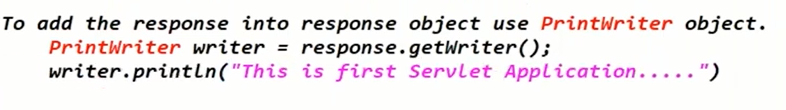 To add the response into response object use PrintWriter object.
PrintWriter writer = response.getWriter();
writer.println("This is first Servlet Application.....")